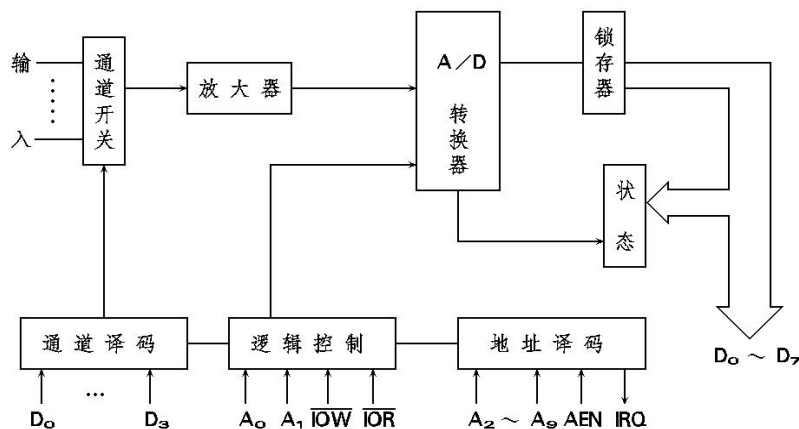 输
入
通道开关
放大器
A/D
转换器
锁存器
状态
通道译码
逻辑控制
地址译码
D₀ ~ D₇
D₀ … D₃
A₀ A₁ I̅O̅W̅ I̅O̅R̅
A₂ ~ A₉ AEN IRQ